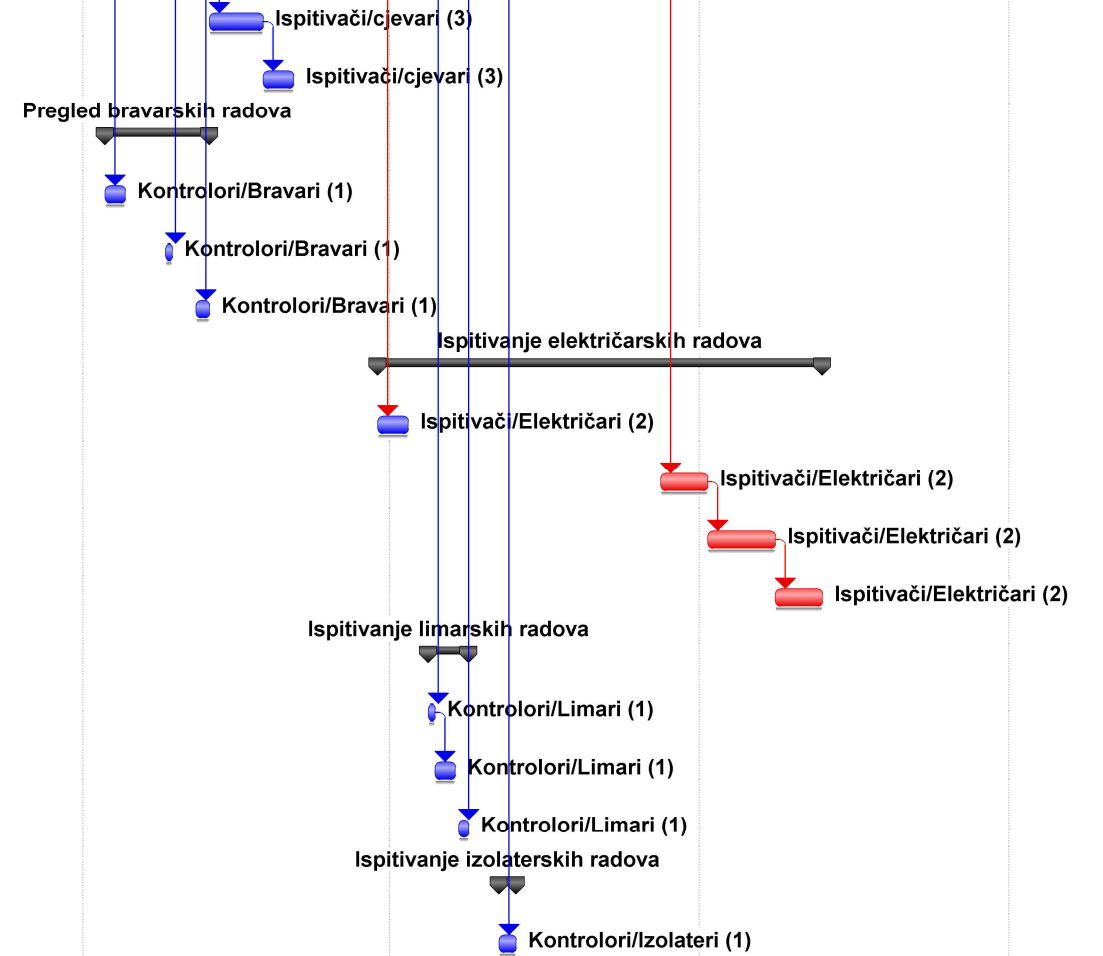 Ispitivači/cjevari (3)
Ispitivači/cjevari (3)
Pregled bravarskih radova
Kontrolori/Bravari (1)
Kontrolori/Bravari (1)
Kontrolori/Bravari (1)
Ispitivanje električarskih radova
Ispitivači/Električari (2)
Ispitivači/Električari (2)
Ispitivači/Električari (2)
Ispitivači/Električari (2)
Ispitivanje limarskih radova
Kontrolori/Limari (1)
Kontrolori/Limari (1)
Kontrolori/Limari (1)
Ispitivanje izolaterskih radova
Kontrolori/Izolateri (1)